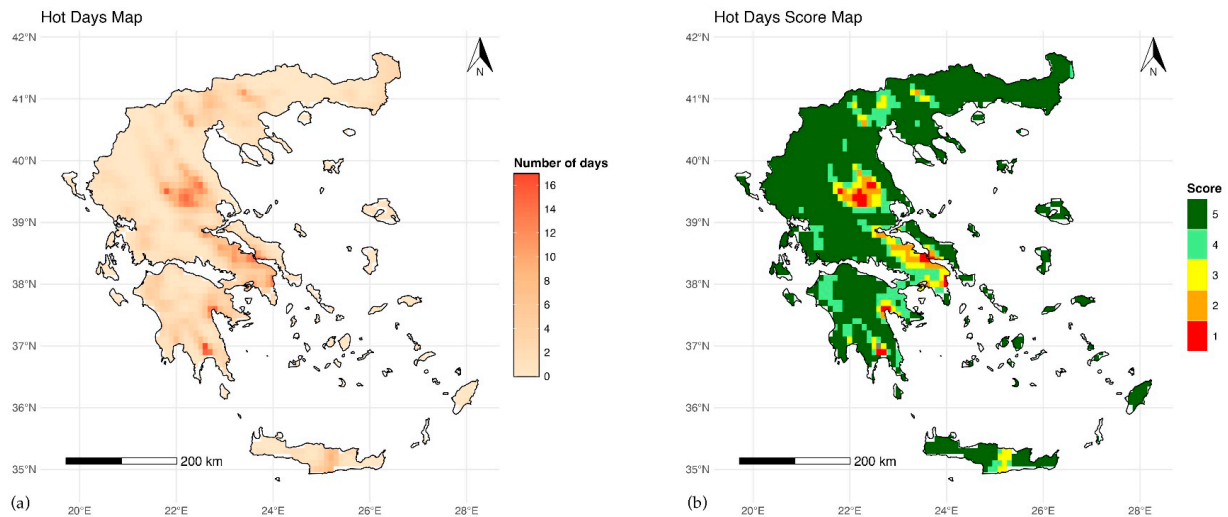 Hot Days Map
42°N
41°N
40°N
39°N
38°N
37°N
36°N
35°N
20°E
22°E
24°E
26°E
28°E
N
200 km
Number of days
16
14
12
10
8
6
4
2
0
(a)
Hot Days Score Map
42°N
41°N
40°N
39°N
38°N
37°N
36°N
35°N
20°E
22°E
24°E
26°E
28°E
N
200 km
Score
5
4
3
2
1
(b)